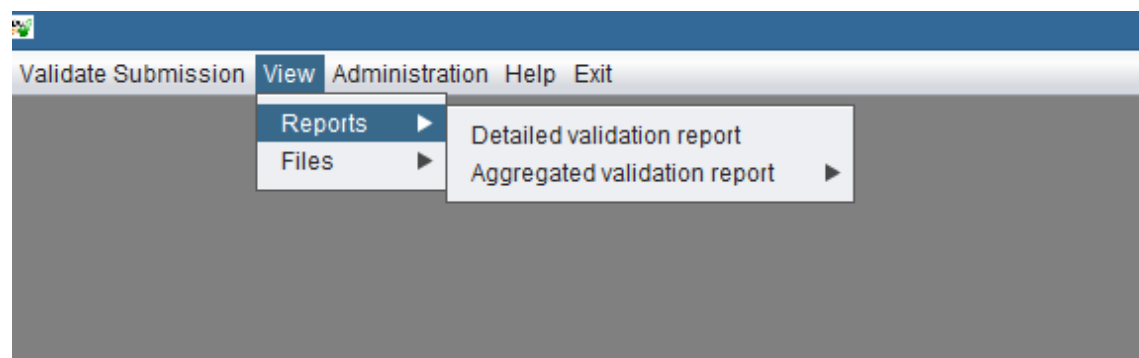 Validate Submission View Administration Help Exit
Reports
Files
Detailed validation report
Aggregated validation report